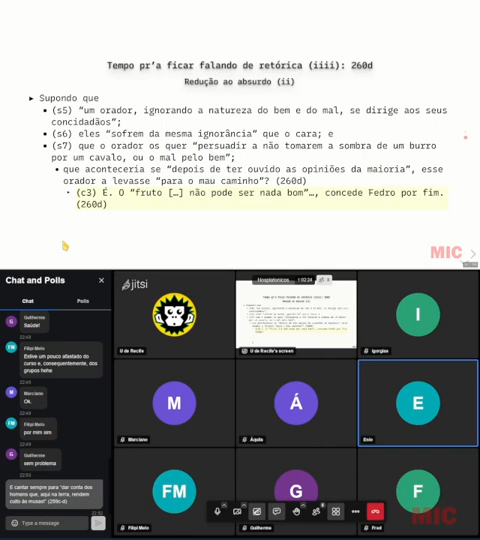 Tempo pr'a ficar falando de retórica (iiii): 260d
Redução ao absurdo (ii)
▸ Supondo que
▪ (s5) "um orador, ignorando a natureza do bem e do mal, se dirige aos seus
concidadãos";
▪ (s6) eles "sofrem da mesma ignorância" que o cara; e
▪ (s7) que o orador os quer "persuadir a não tomarem a sombra de um burro
por um cavalo, ou o mal pelo bem";
▪ que aconteceria se "depois de ter ouvido as opiniões da maioria", esse
orador a levasse "para o mau caminho"? (260d)
• (c3) É. O "fruto […] não pode ser nada bom"…, concede Fedro por fim.
(260d)
MIC
Chat and Polls
Chat
Polls
G
Guilherme
Saúde!
FM
Filipi Melo
Estive um pouco afastado do
curso e, consequentemente, dos
grupos hehe
22:49
M
Marciano
Ok.
22:49
FM
Filipi Melo
por mim sim
22:49
G
Guilherme
sem problema
22:50
E cantar sempre para "dar conta dos
homens que, aqui na terra, rendem
culto às musas" (259c-d)
22:52
Type a message
jitsi
U de Recife
U de Recife's screen
I
Igorgiao
M
Marciano
Á
Áquila
E
Enio
FM
Filipi Melo
G
F
Fred
MIC